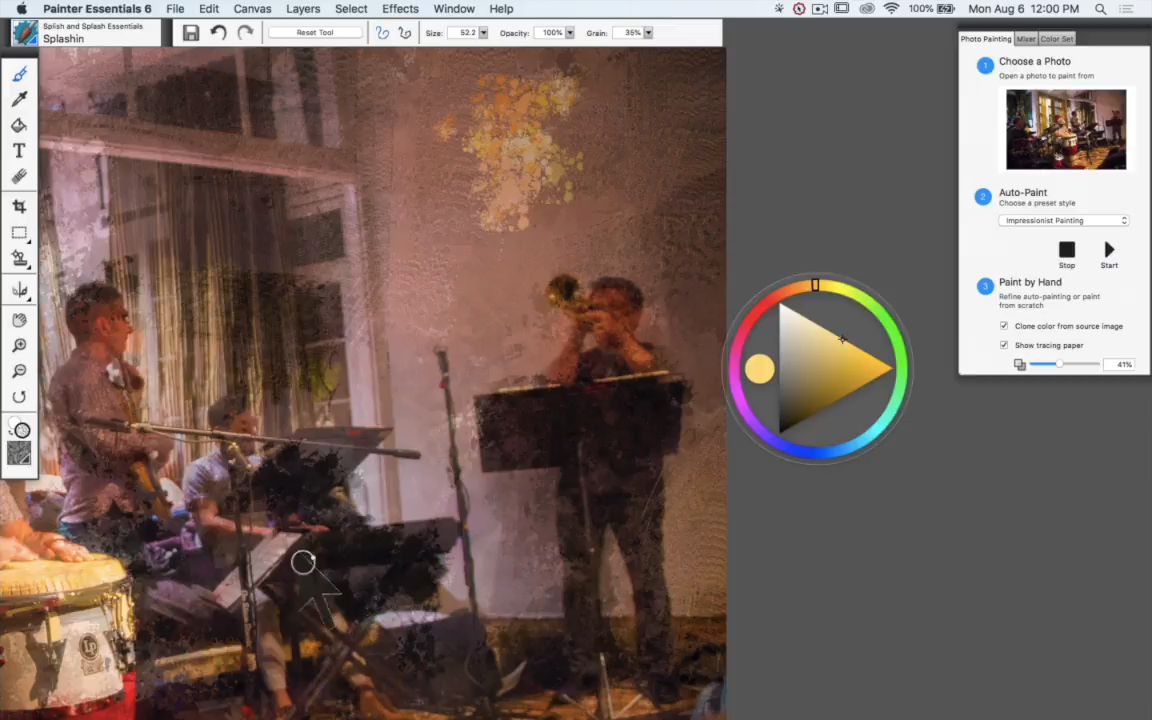 Painter Essentials 6 File Edit Canvas Layers Select Effects Window Help 100% Mon Aug 6 12:00 PM
Splish and Splash Essentials
Splashin
Reset Tool Size: 52.2 Opacity: 100% Grain: 35%
Photo Painting Mixer Color Set
1 Choose a Photo
Open a photo to paint from
2 Auto-Paint
Choose a preset style
Impressionist Painting
Stop Start
3 Paint by Hand
Refine auto-painting or paint
from scratch
Clone color from source image
Show tracing paper
41%
T
LP